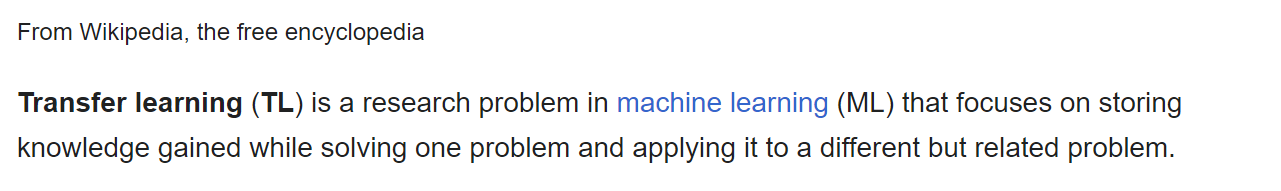 From Wikipedia, the free encyclopedia
Transfer learning (TL) is a research problem in machine learning (ML) that focuses on storing
knowledge gained while solving one problem and applying it to a different but related problem.